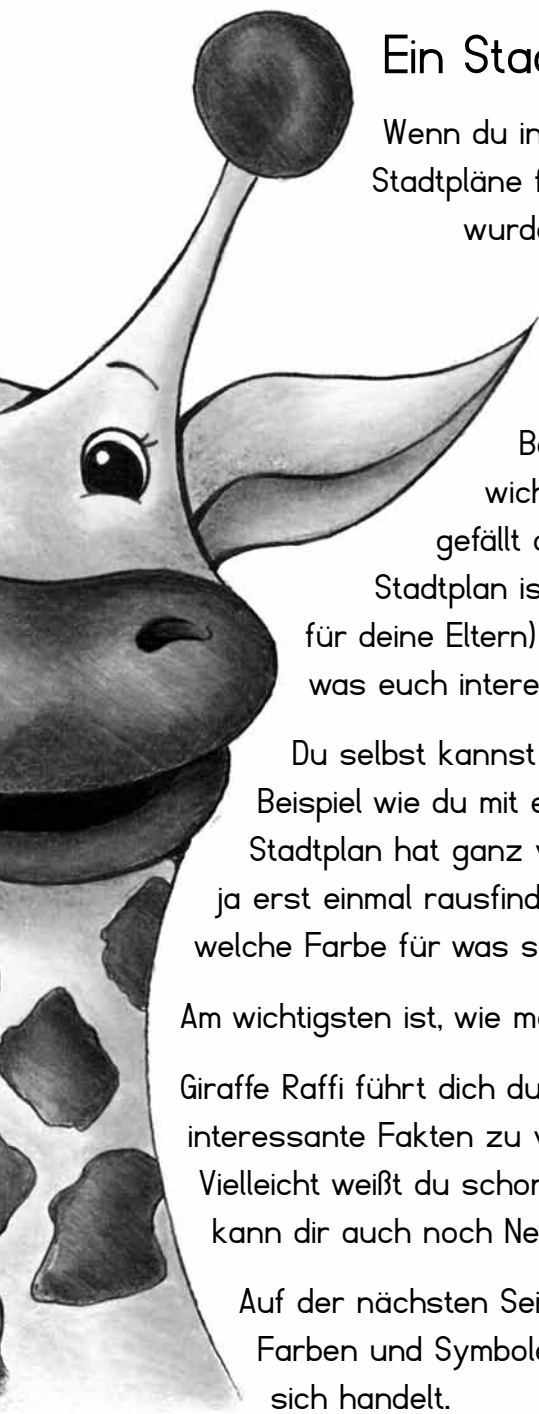 Ein Stad
Wenn du in
Stadtpläne f
wurde
Be
wich
gefällt d
Stadtplan is
für deine Eltern)
was euch intere
Du selbst kannst
Beispiel wie du mit e
Stadtplan hat ganz v
ja erst einmal rausfind
welche Farbe für was s
Am wichtigsten ist, wie mo
Giraffe Raffi führt dich du
interessante Fakten zu v
Vielleicht weißt du schon
kann dir auch noch Ne
Auf der nächsten Sei
Farben und Symbole
sich handelt.